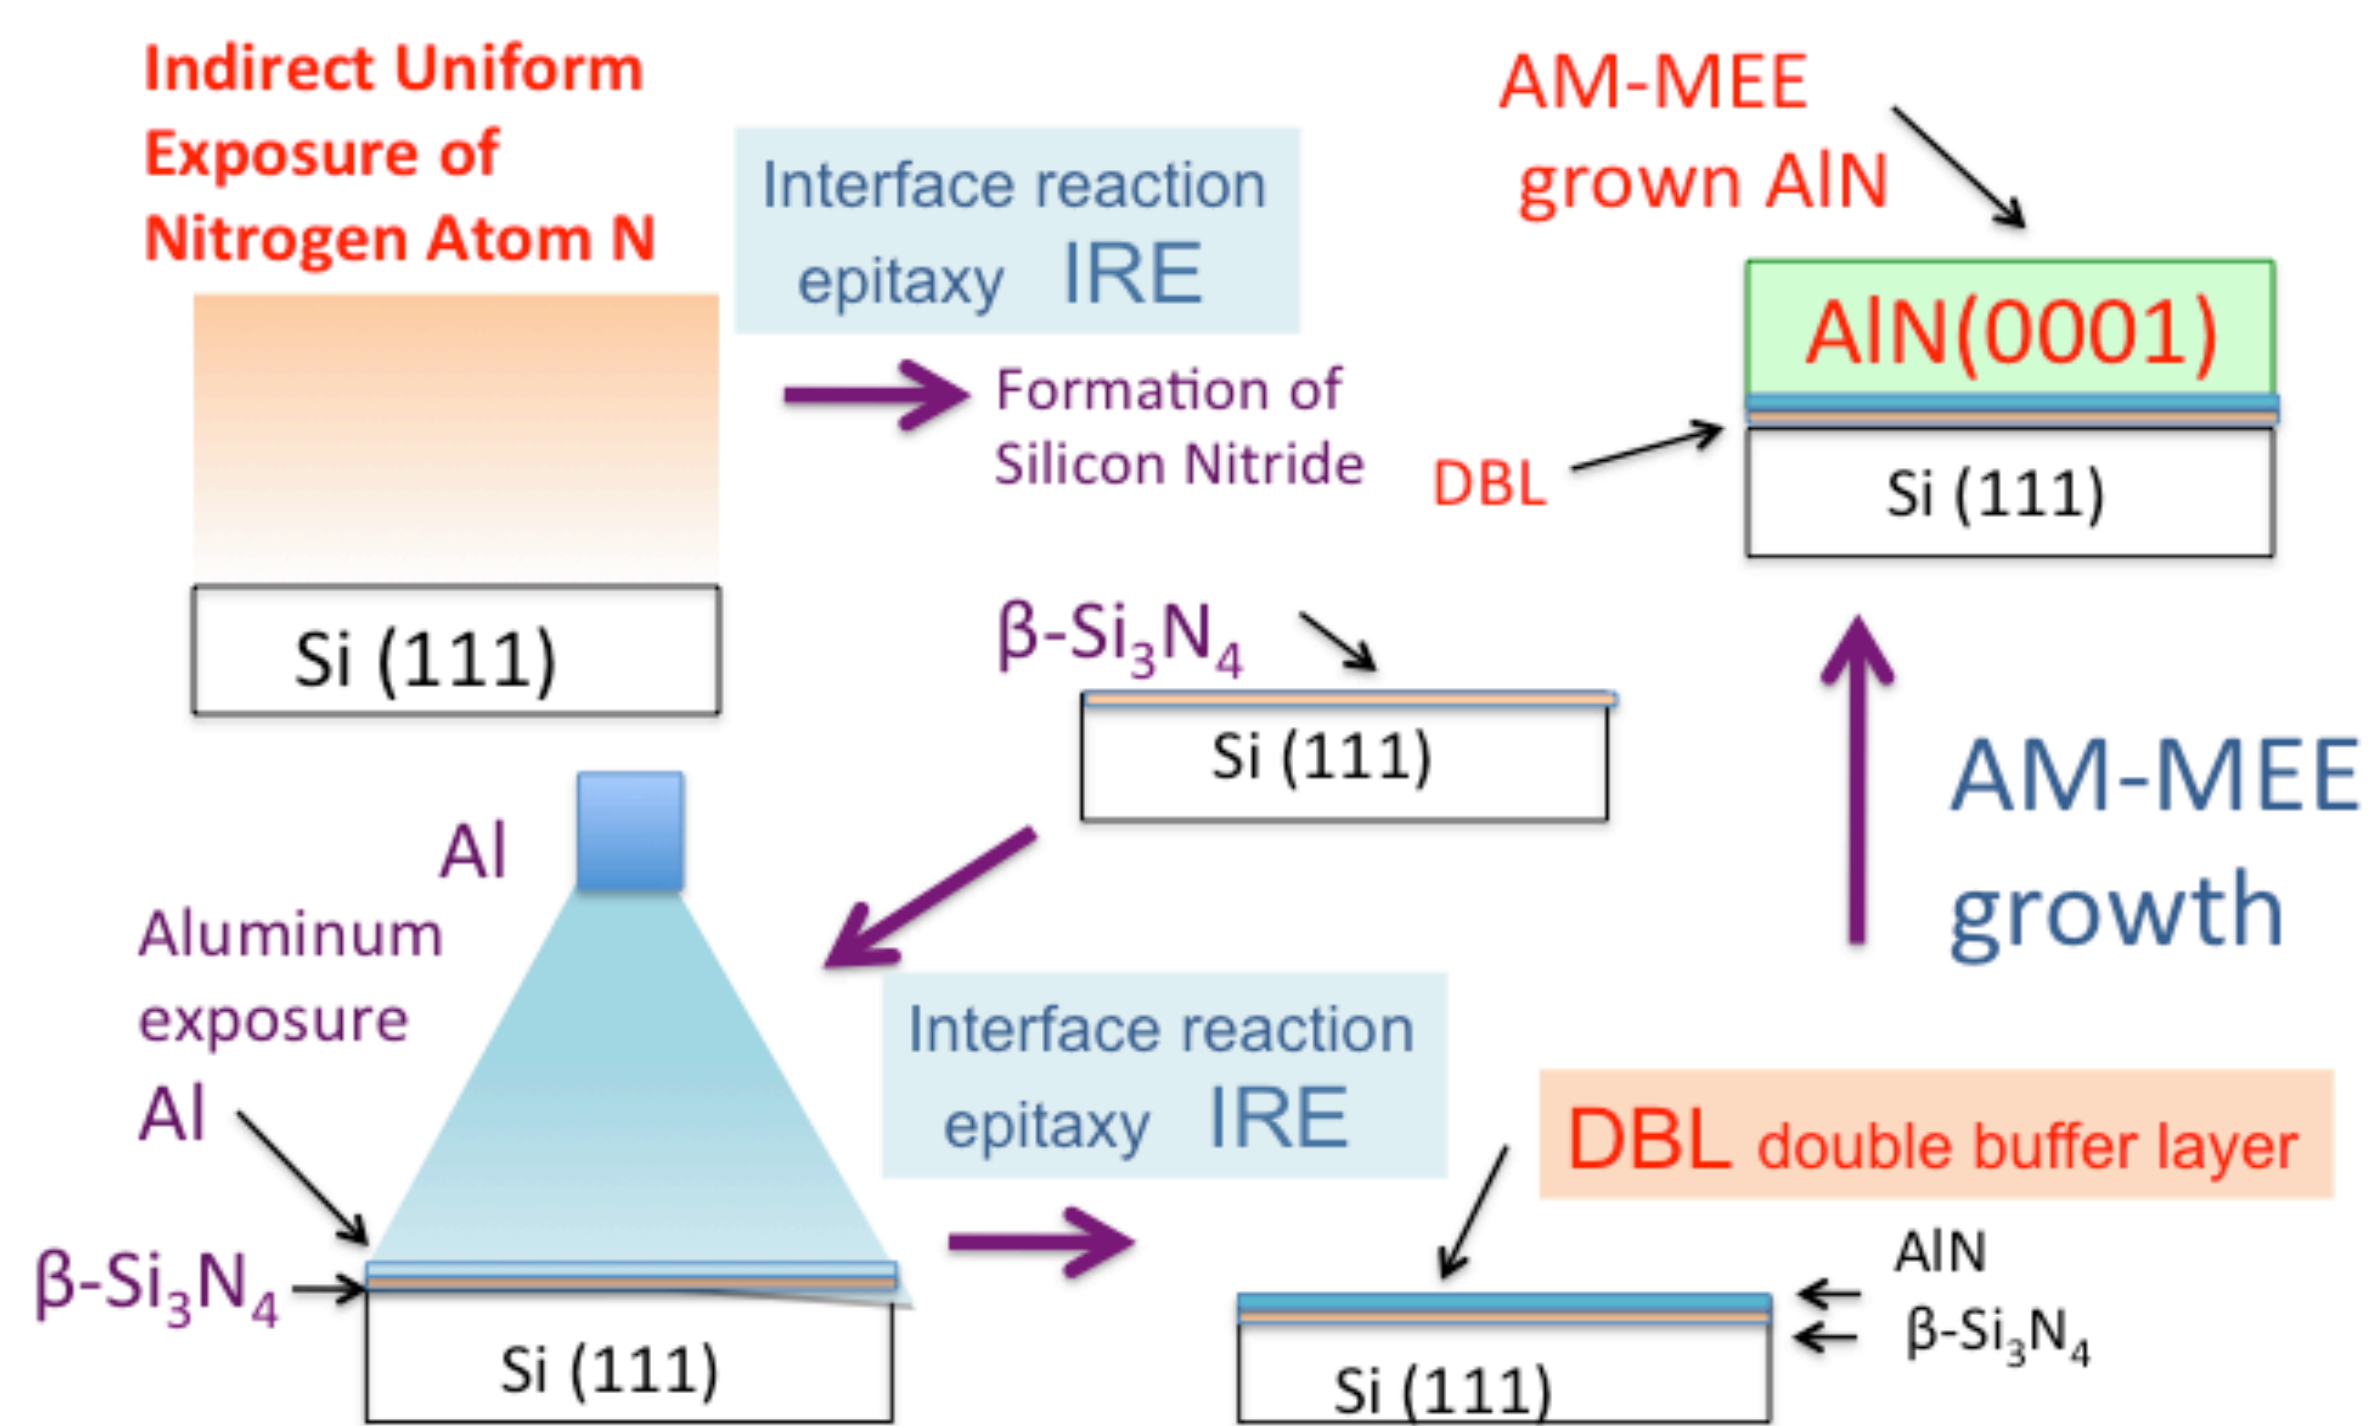 Indirect Uniform
Exposure of
Nitrogen Atom N
Si (111)
Interface reaction
epitaxy IRE
Formation of
Silicon Nitride
β-Si₃N₄
Si (111)
Al
Aluminum
exposure
Al
β-Si₃N₄
Si (111)
Interface reaction
epitaxy IRE
DBL double buffer layer
AlN
β-Si₃N₄
Si (111)
AM-MEE
growth
AM-MEE
grown AlN
AlN(0001)
DBL
Si (111)